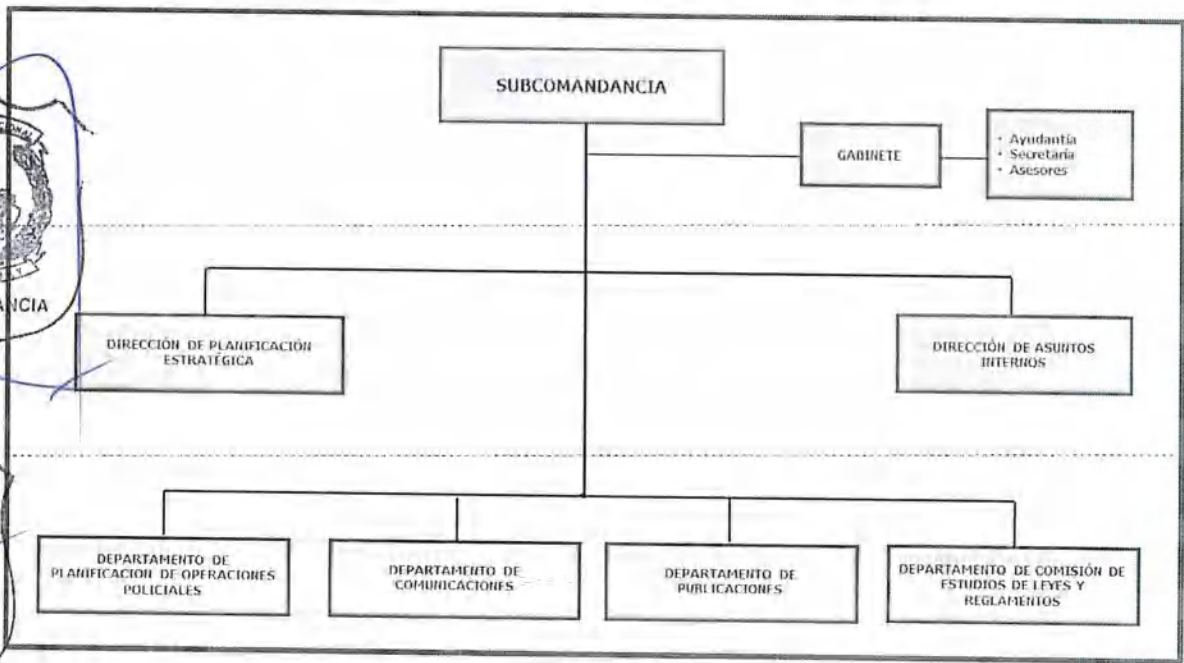 SUBCOMANDANCIA
GABINETE
· Ayudantía
· Secretaría
· Asesores
DIRECCIÓN DE PLANIFICACIÓN
ESTRATÉGICA
DIRECCIÓN DE ASUNTOS
INTERNOS
DEPARTAMENTO DE
PLANIFICACION DE OPERACIONES
POLICIALES
DEPARTAMENTO DE
COMUNICACIONES
DEPARTAMENTO DE
PUBLICACIONES
DEPARTAMENTO DE COMISIÓN DE
ESTUDIOS DE LEYES Y
REGLAMENTOS